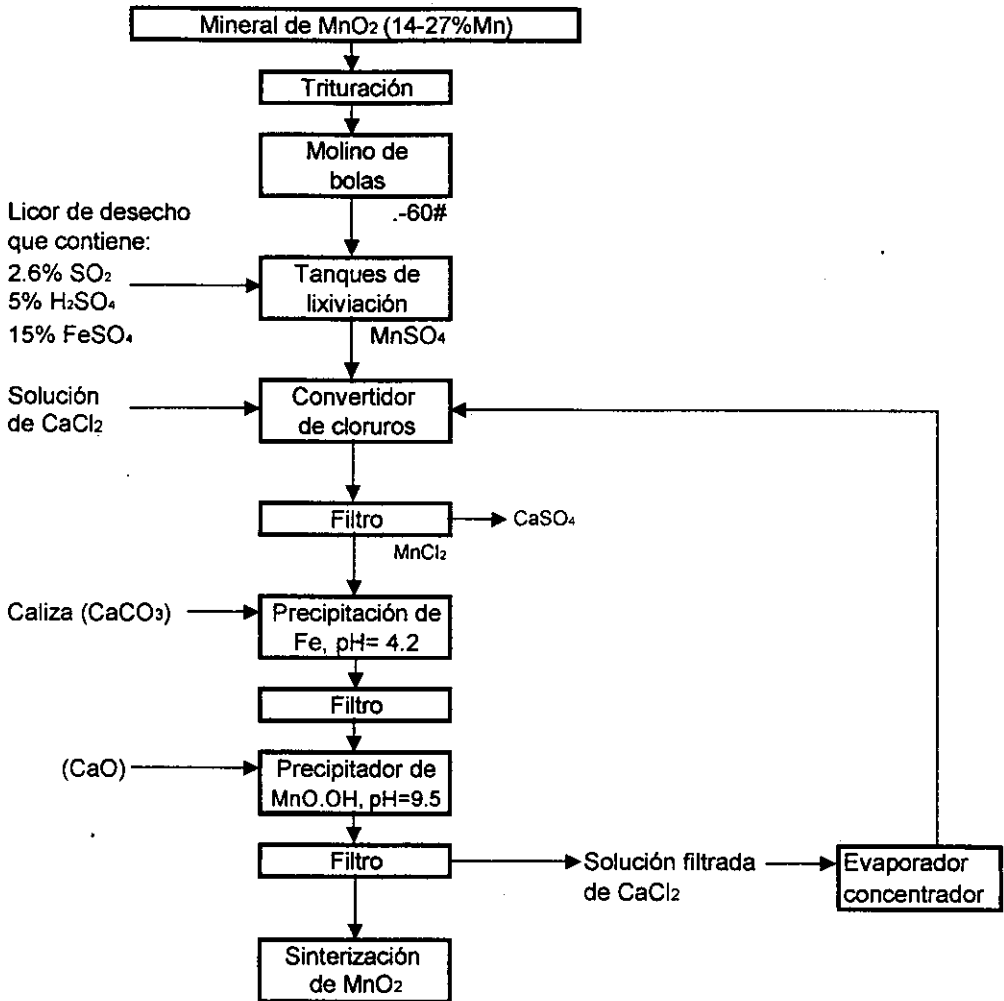 Mineral de MnO₂ (14-27%Mn)
Trituración
Molino de
bolas
.-60#
Licor de desecho
que contiene:
2.6% SO₂
5% H₂SO₄
15% FeSO₄
Tanques de
lixiviación
MnSO₄
Solución
de CaCl₂
Convertidor
de cloruros
Filtro
CaSO₄
MnCl₂
Caliza (CaCO₃)
Precipitación de
Fe, pH= 4.2
Filtro
(CaO)
Precipitador de
MnO.OH, pH=9.5
Filtro
Solución filtrada
de CaCl₂
Evaporador
concentrador
Sinterización
de MnO₂